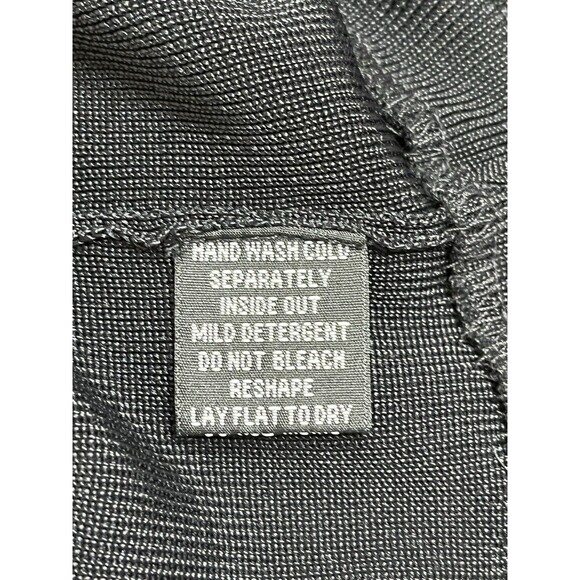 HAND WASH COLD
SEPARATELY
INSIDE OUT
MILD DETERGENT
DO NOT BLEACH
RESHAPE
LAY FLAT TO DRY